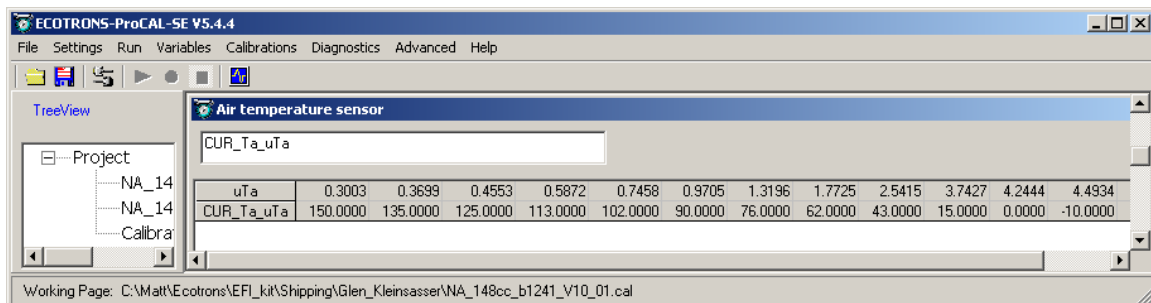 ECOTRONS-ProCAL-SE V5.4.4
File Settings Run Variables Calibrations Diagnostics Advanced Help
TreeView
Project
NA_14
NA_14
Calibra
Air temperature sensor
CUR_Ta_uTa
uTa 0.3003 0.3699 0.4553 0.5872 0.7458 0.9705 1.3196 1.7725 2.5415 3.7427 4.2444 4.4934
CUR_Ta_uTa 150.0000 135.0000 125.0000 113.0000 102.0000 90.0000 76.0000 62.0000 43.0000 15.0000 0.0000 -10.0000
Working Page: C:\Matt\Ecotrons\EFI_kit\Shipping\Glen_Kleinsasser\NA_148cc_b1241_V10_01.cal